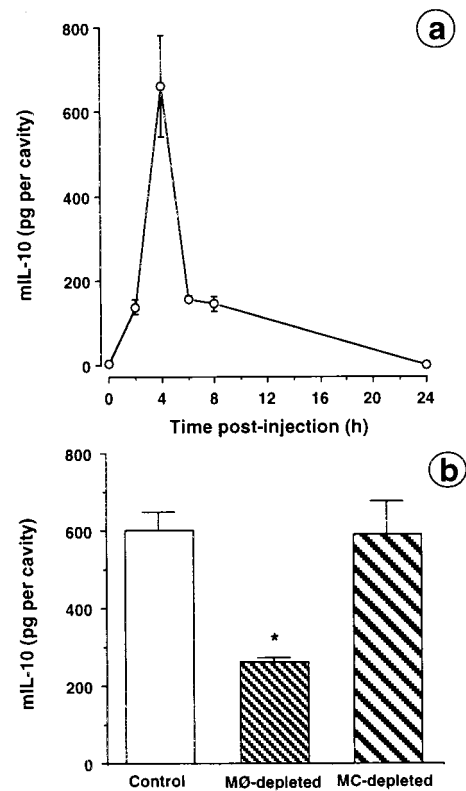 a
800
600
400
200
0
mIL-10 (pg per cavity)
0 4 8 12 16 20 24
Time post-injection (h)
b
800
600
400
200
0
mIL-10 (pg per cavity)
*
Control MØ-depleted MC-depleted